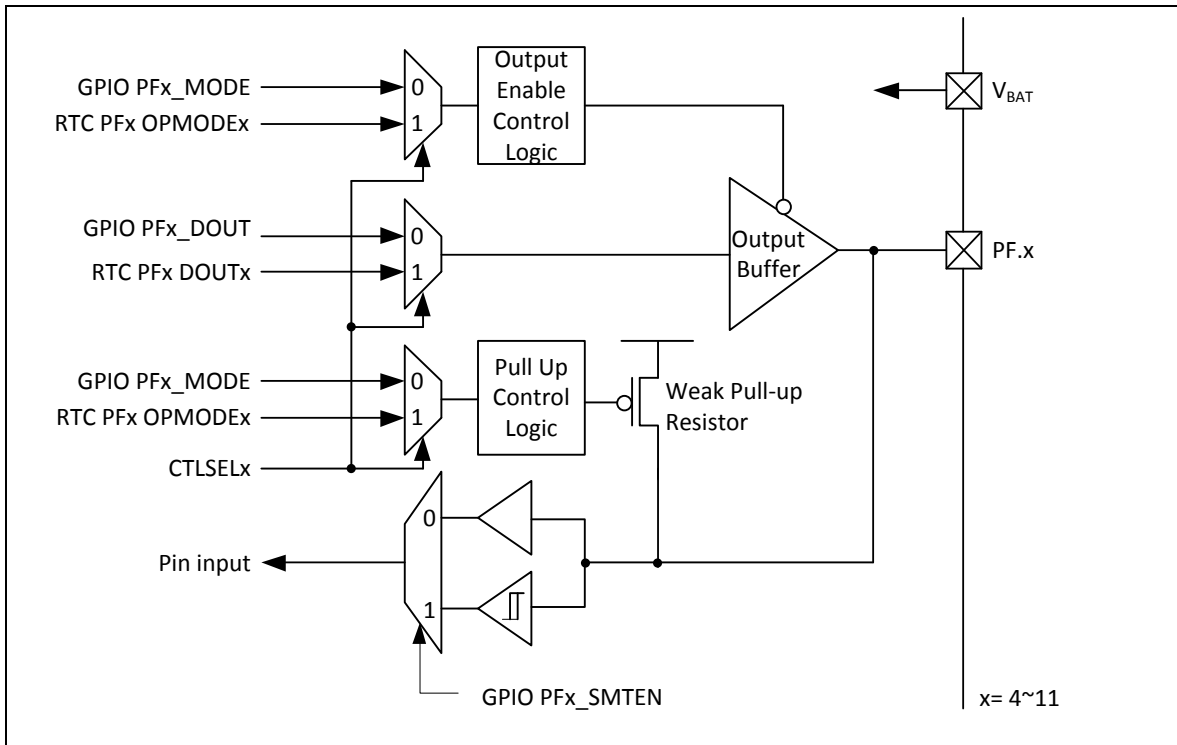 GPIO PFx_MODE
RTC PFx OPMODEx
0
1
Output
Enable
Control
Logic
VBAT
GPIO PFx_DOUT
RTC PFx DOUTx
0
1
Output
Buffer
PF.x
GPIO PFx_MODE
RTC PFx OPMODEx
CTLSELx
0
1
Pull Up
Control
Logic
Weak Pull-up
Resistor
Pin input
0
1
GPIO PFx_SMTEN
x= 4~11